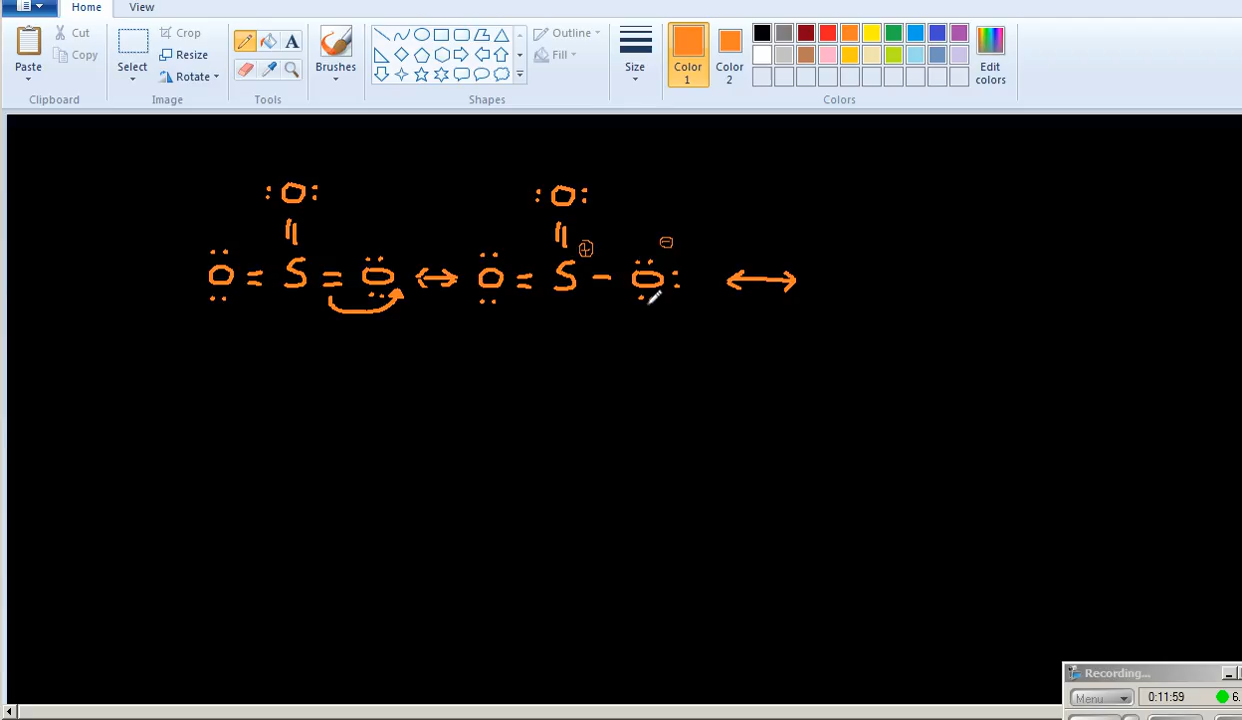 Home View
Cut
Copy
Paste
Clipboard
Crop
Resize
Rotate
Select
Image
A
Tools
Brushes
Outline
Fill
Shapes
Size
Color 1
Color 2
Edit colors
Colors
:O: :O:
|| || ⊕ ⊖
Ö = S = Ö ↔ Ö = S - Ö: ↔
Recording...
Menu 0:11:59 6.